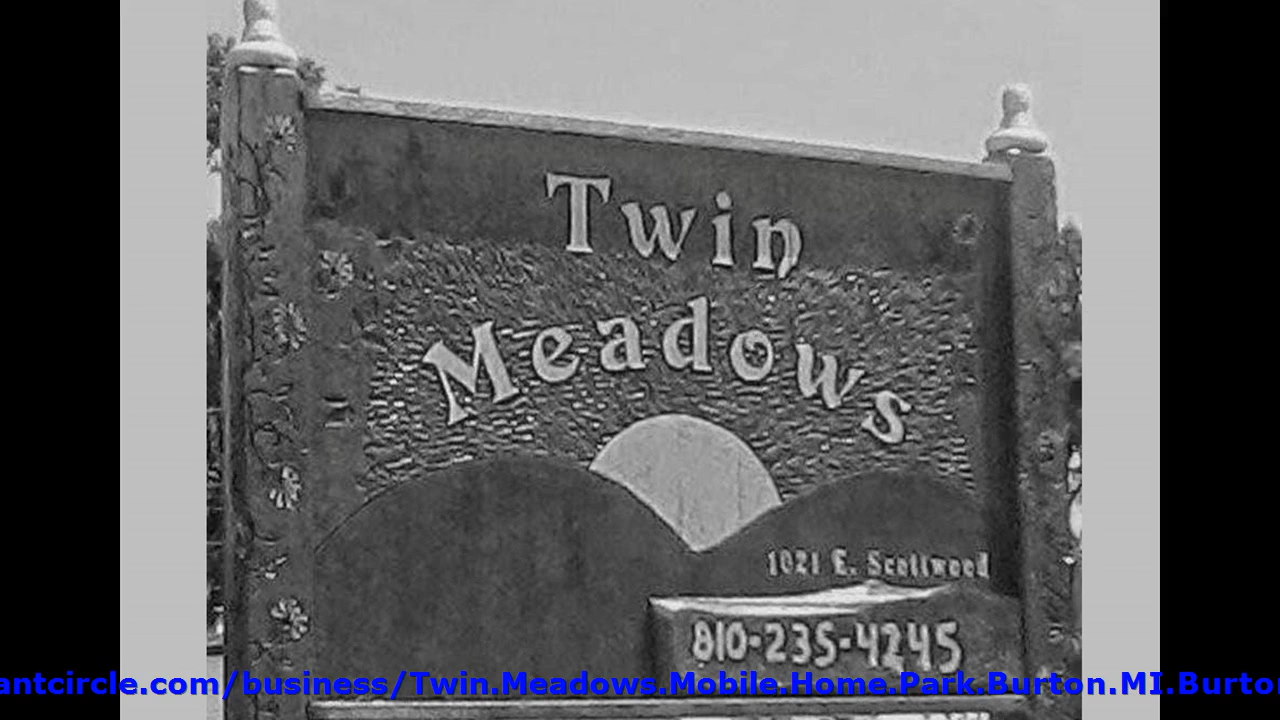 Twin
Meadows
1021 E. Scottwood
810-235-4245
antcircle.com/business/Twin.Meadows.Mobile.Home.Park.Burton.MI.Burto